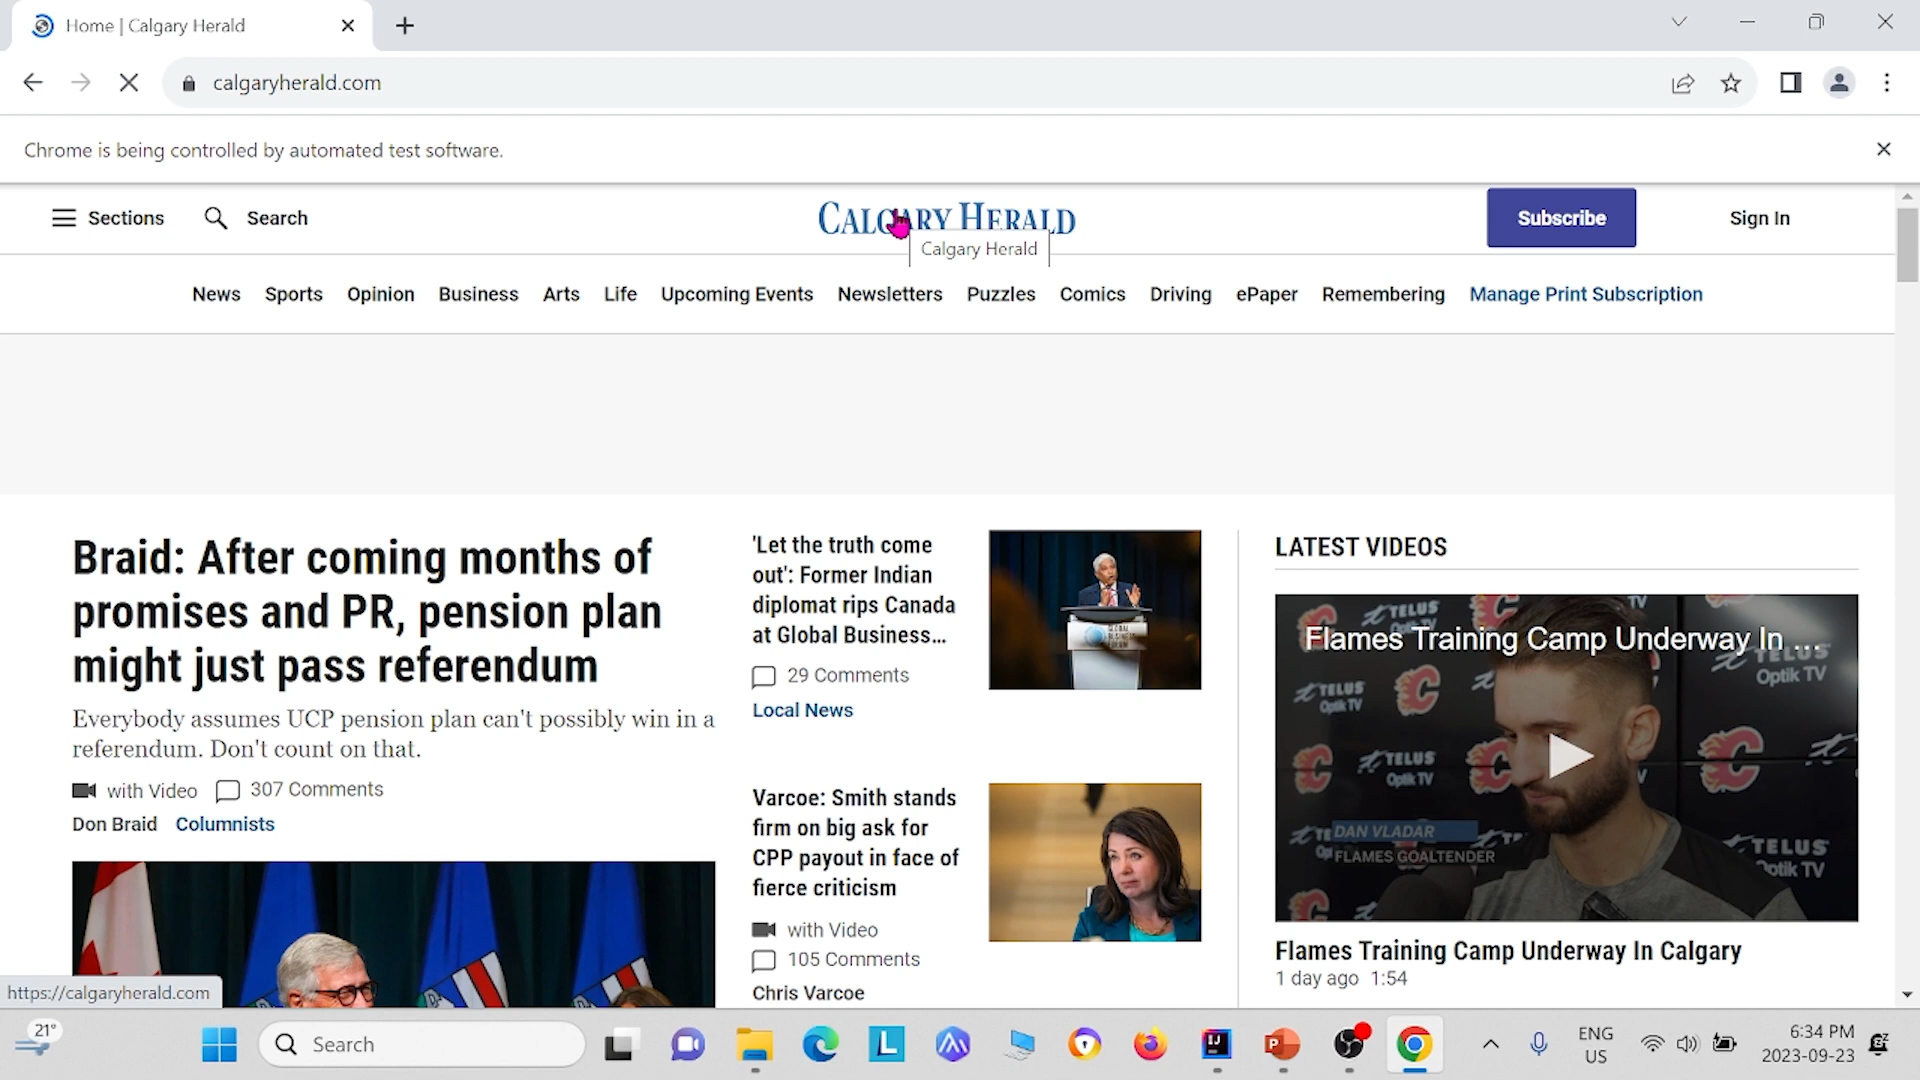 Home | Calgary Herald
calgaryherald.com
Chrome is being controlled by automated test software.
Sections
Search
CALGARY HERALD
Calgary Herald
Subscribe
Sign In
News
Sports
Opinion
Business
Arts
Life
Upcoming Events
Newsletters
Puzzles
Comics
Driving
ePaper
Remembering
Manage Print Subscription
Braid: After coming months of
promises and PR, pension plan
might just pass referendum
Everybody assumes UCP pension plan can't possibly win in a
referendum. Don't count on that.
with Video
307 Comments
Don Braid
Columnists
'Let the truth come
out': Former Indian
diplomat rips Canada
at Global Business...
29 Comments
Local News
GLOBAL
BUSINESS
FORUM
Varcoe: Smith stands
firm on big ask for
CPP payout in face of
fierce criticism
with Video
105 Comments
Chris Varcoe
LATEST VIDEOS
Flames Training Camp Underway In ...
TELUS
Optik TV
DAN VLADAR
FLAMES GOALTENDER
Flames Training Camp Underway In Calgary
1 day ago 1:54
https://calgaryherald.com
21°
Search
ENG
US
6:34 PM
2023-09-23